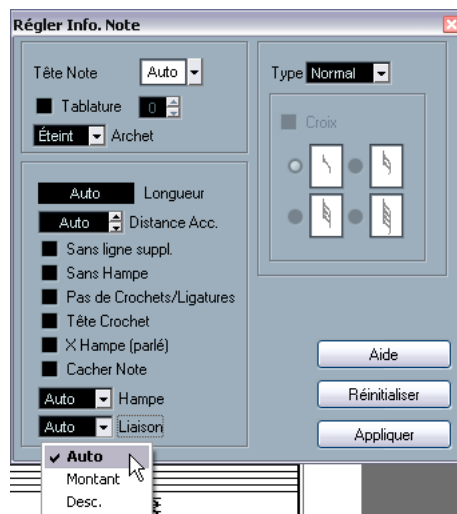 Régler Info. Note
Tête Note Auto
Tablature 0
Éteint Archet
Type Normal
Croix
Auto Longueur
Auto Distance Acc.
Sans ligne suppl.
Sans Hampe
Pas de Crochets/Ligatures
Tête Crochet
X Hampe (parlé)
Cacher Note
Auto Hampe
Auto Liaison
Auto
Montant
Desc.
Aide
Réinitialiser
Appliquer